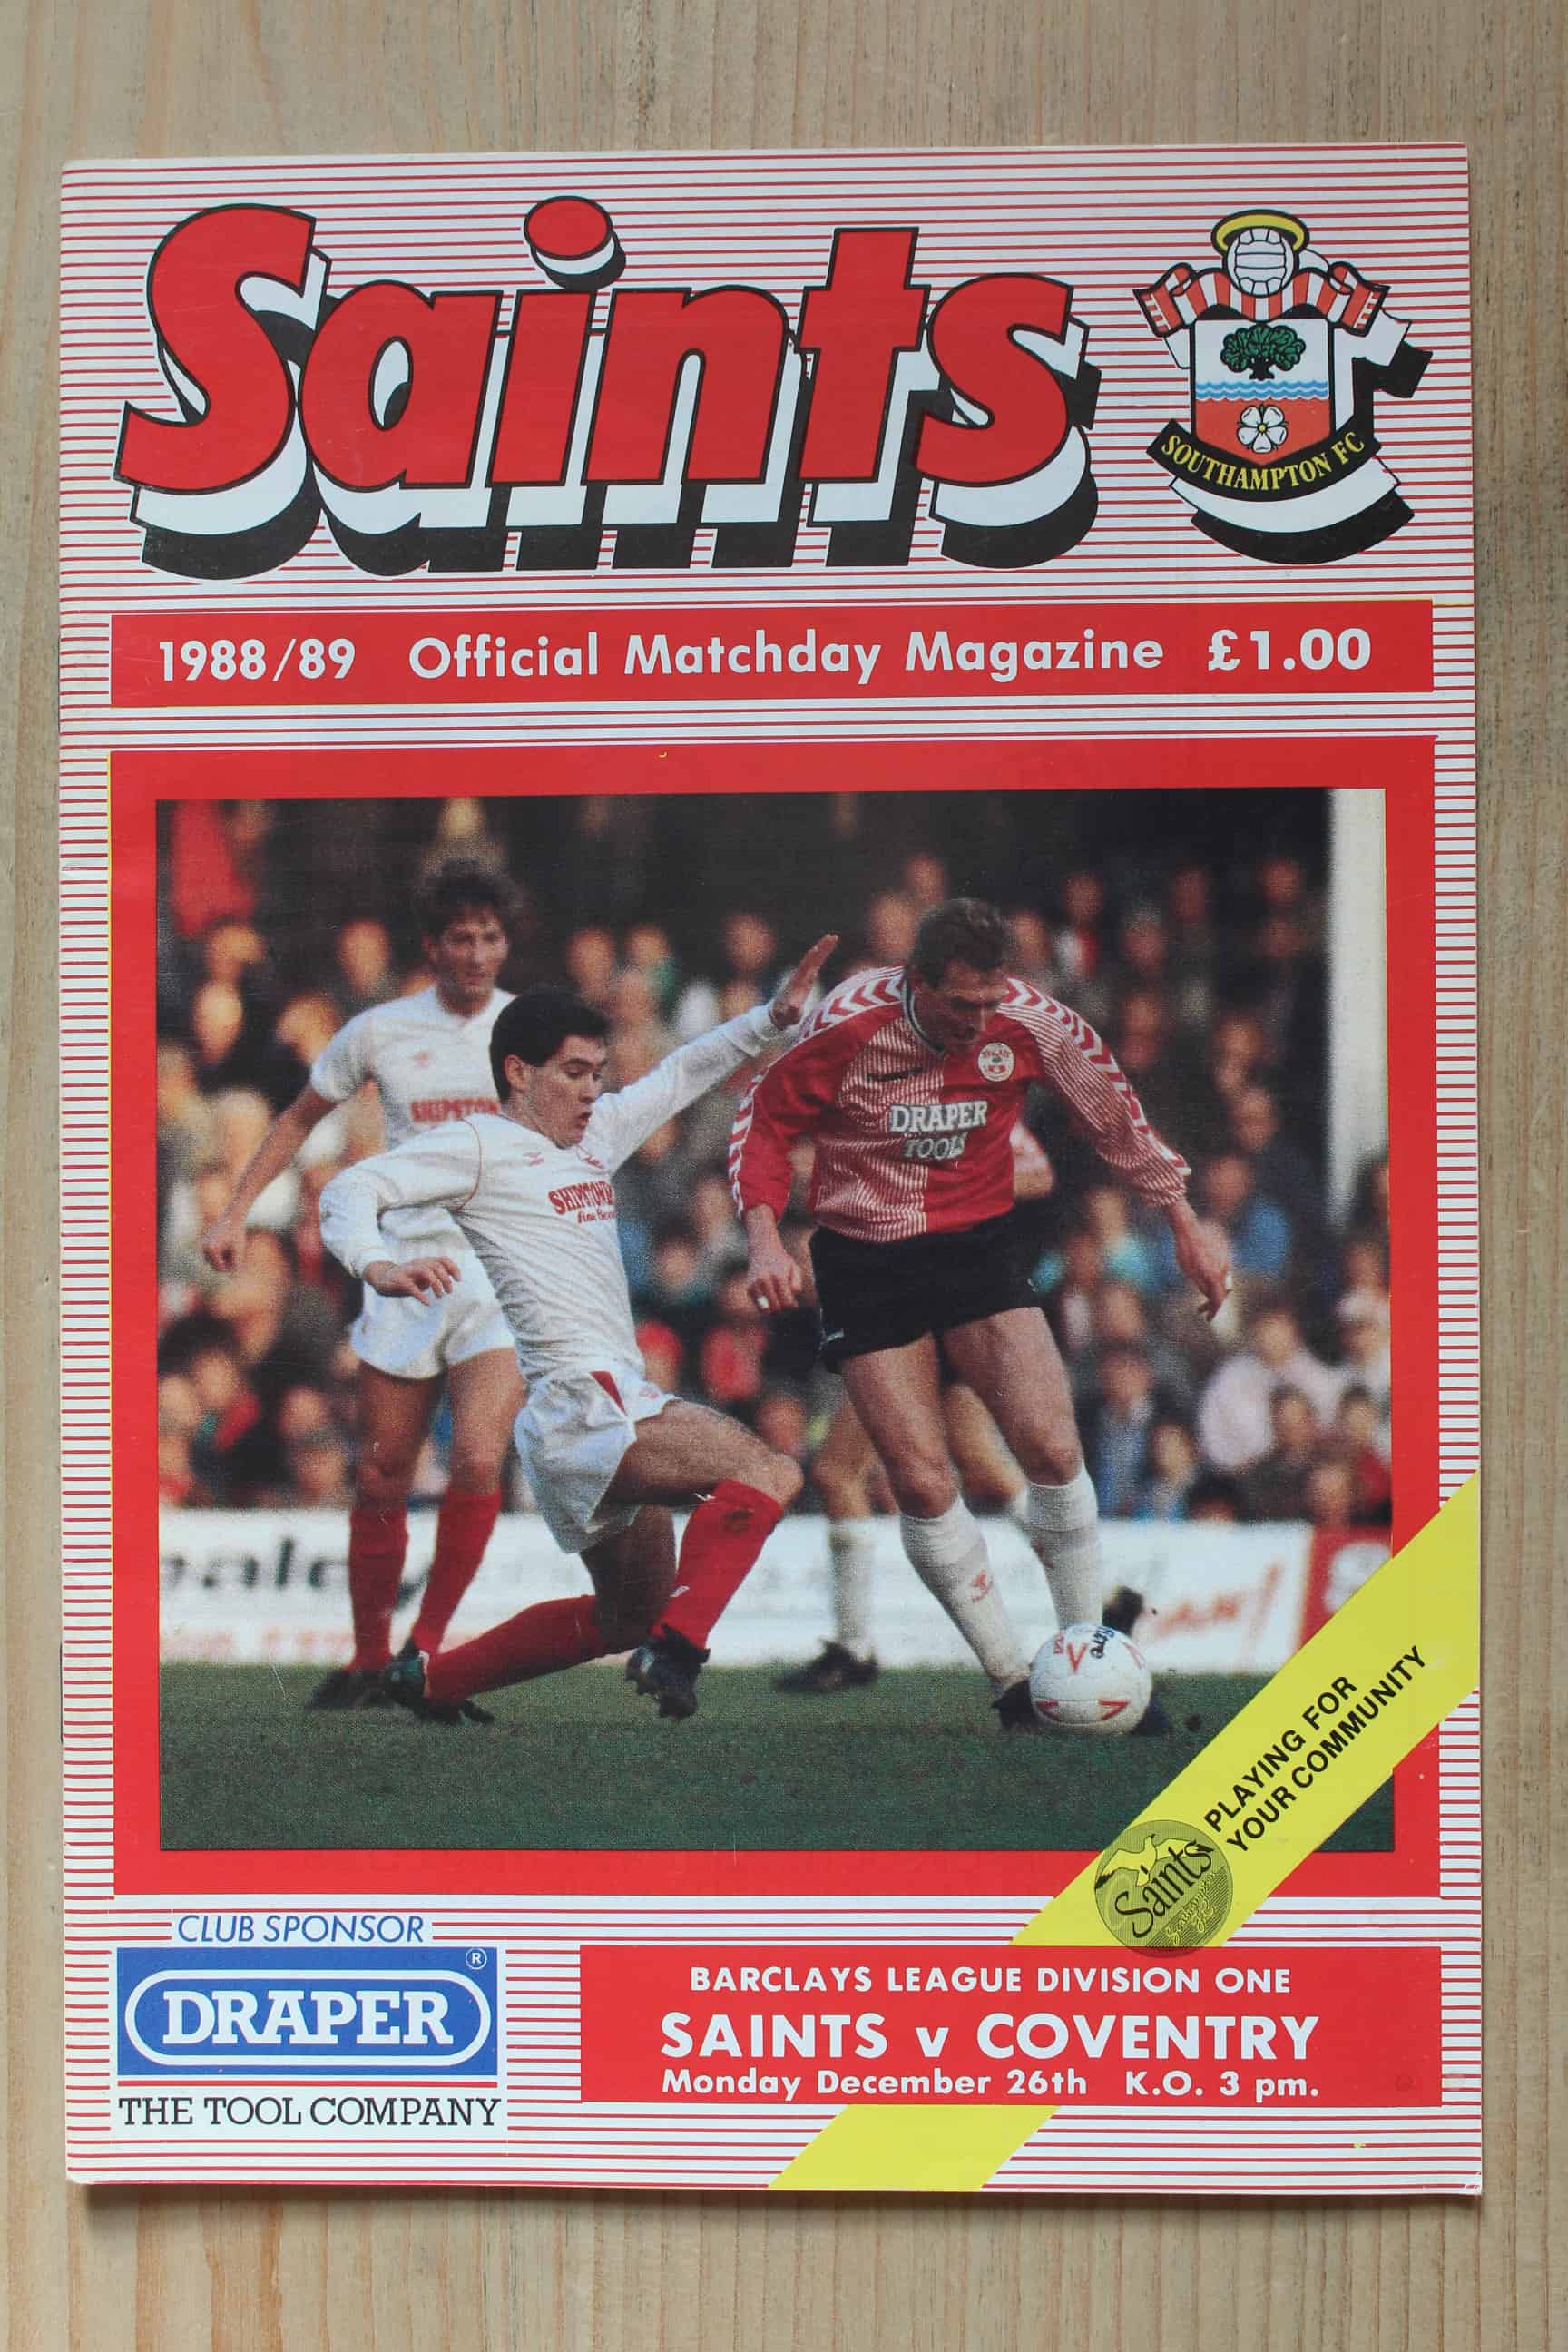 Saints
SOUTHAMPTON FC
1988/89 Official Matchday Magazine £1.00
SHIPSTON
DRAPER
TOOLS
PLAYING FOR
YOUR COMMUNITY
Saints
CLUB SPONSOR
DRAPER®
THE TOOL COMPANY
BARCLAYS LEAGUE DIVISION ONE
SAINTS v COVENTRY
Monday December 26th K.O. 3 pm.